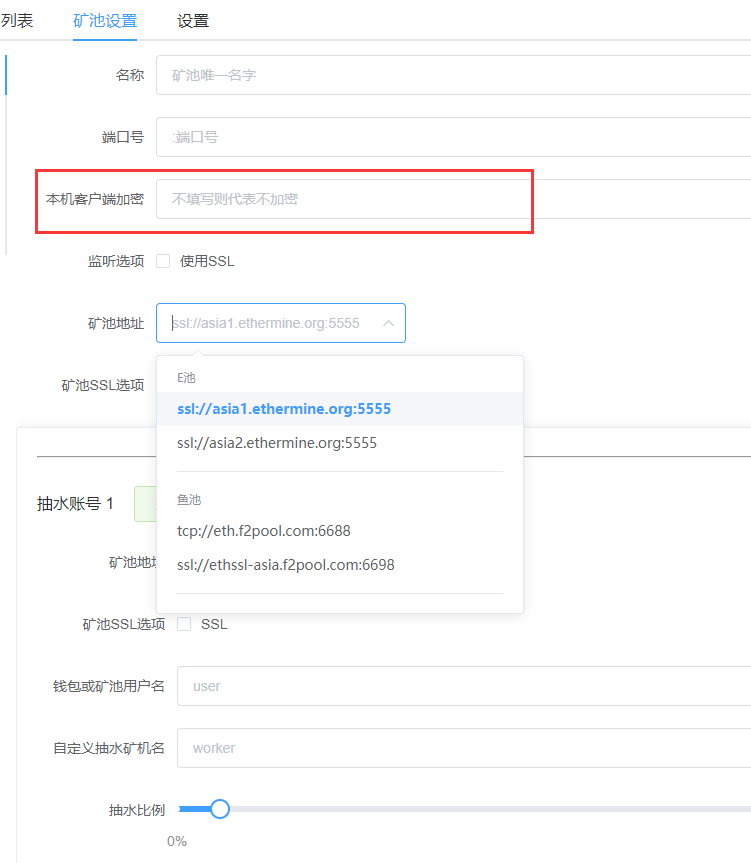 列表 矿池设置 设置
名称 矿池唯一名字
端口号 :端口号
本机客户端加密 不填写则代表不加密
监听选项 使用SSL
矿池地址 ssl://asia1.ethermine.org:5555
矿池SSL选项
E池
ssl://asia1.ethermine.org:5555
ssl://asia2.ethermine.org:5555
鱼池
tcp://eth.f2pool.com:6688
ssl://ethssl-asia.f2pool.com:6698
抽水账号 1
矿池地址
矿池SSL选项 SSL
钱包或矿池用户名 user
自定义抽水矿机名 worker
抽水比例
0%